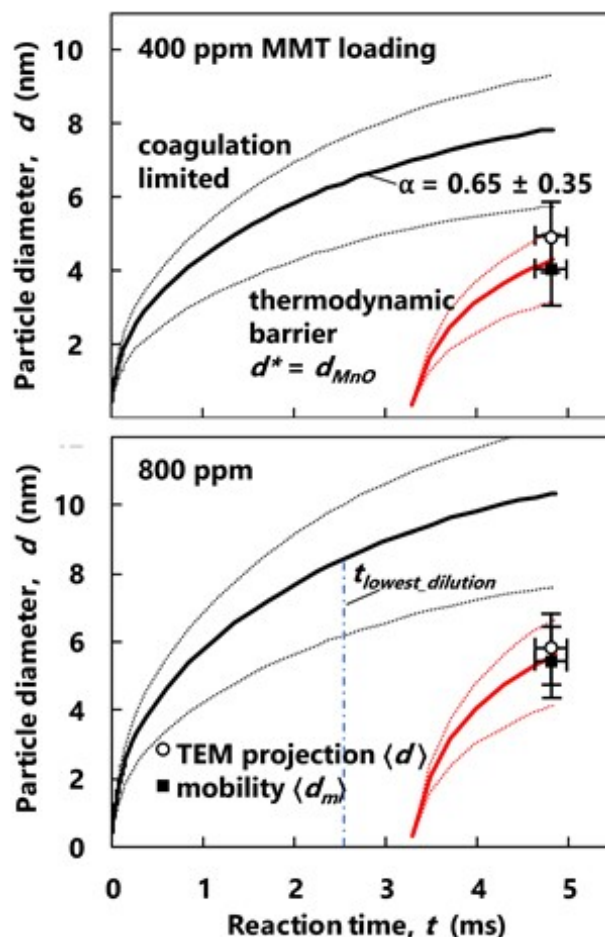 10
400 ppm MMT loading
8
coagulation
limited
α = 0.65 ± 0.35
6
4
thermodynamic
barrier
d* = dMnO
2
Particle diameter, d (nm)
800 ppm
10
tlowest_dilution
8
6
4
TEM projection ⟨d⟩
mobility ⟨dm⟩
2
0
Particle diameter, d (nm)
0 1 2 3 4 5
Reaction time, t (ms)